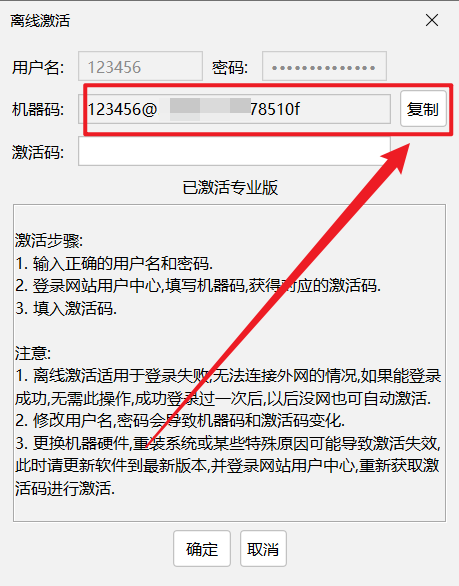 离线激活
用户名: 123456 密码: ••••••••••••••
机器码: 123456@ 78510f 复制
激活码:
已激活专业版
激活步骤:
1. 输入正确的用户名和密码.
2. 登录网站用户中心,填写机器码,获得对应的激活码.
3. 填入激活码.
注意:
1. 离线激活适用于登录失败,无法连接外网的情况,如果能登录
成功,无需此操作,成功登录过一次后,以后没网也可自动激活.
2. 修改用户名,密码会导致机器码和激活码变化.
3. 更换机器硬件,重装系统或某些特殊原因可能导致激活失效,
此时请更新软件到最新版本,并登录网站用户中心,重新获取激
活码进行激活.
确定 取消